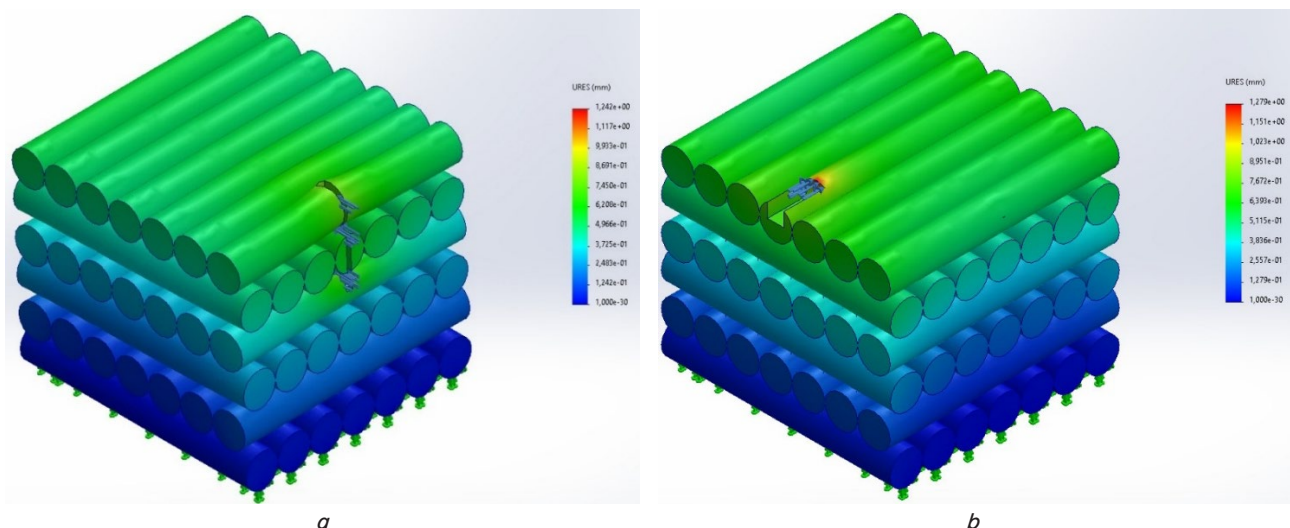 URES (mm)
1,242e+00
1,117e+00
9,933e-01
8,691e-01
7,450e-01
6,208e-01
4,966e-01
3,725e-01
2,483e-01
1,242e-01
1,000e-30
a
URES (mm)
1,279e+00
1,151e+00
1,023e+00
8,951e-01
7,672e-01
6,393e-01
5,115e-01
3,836e-01
2,557e-01
1,279e-01
1,000e-30
b